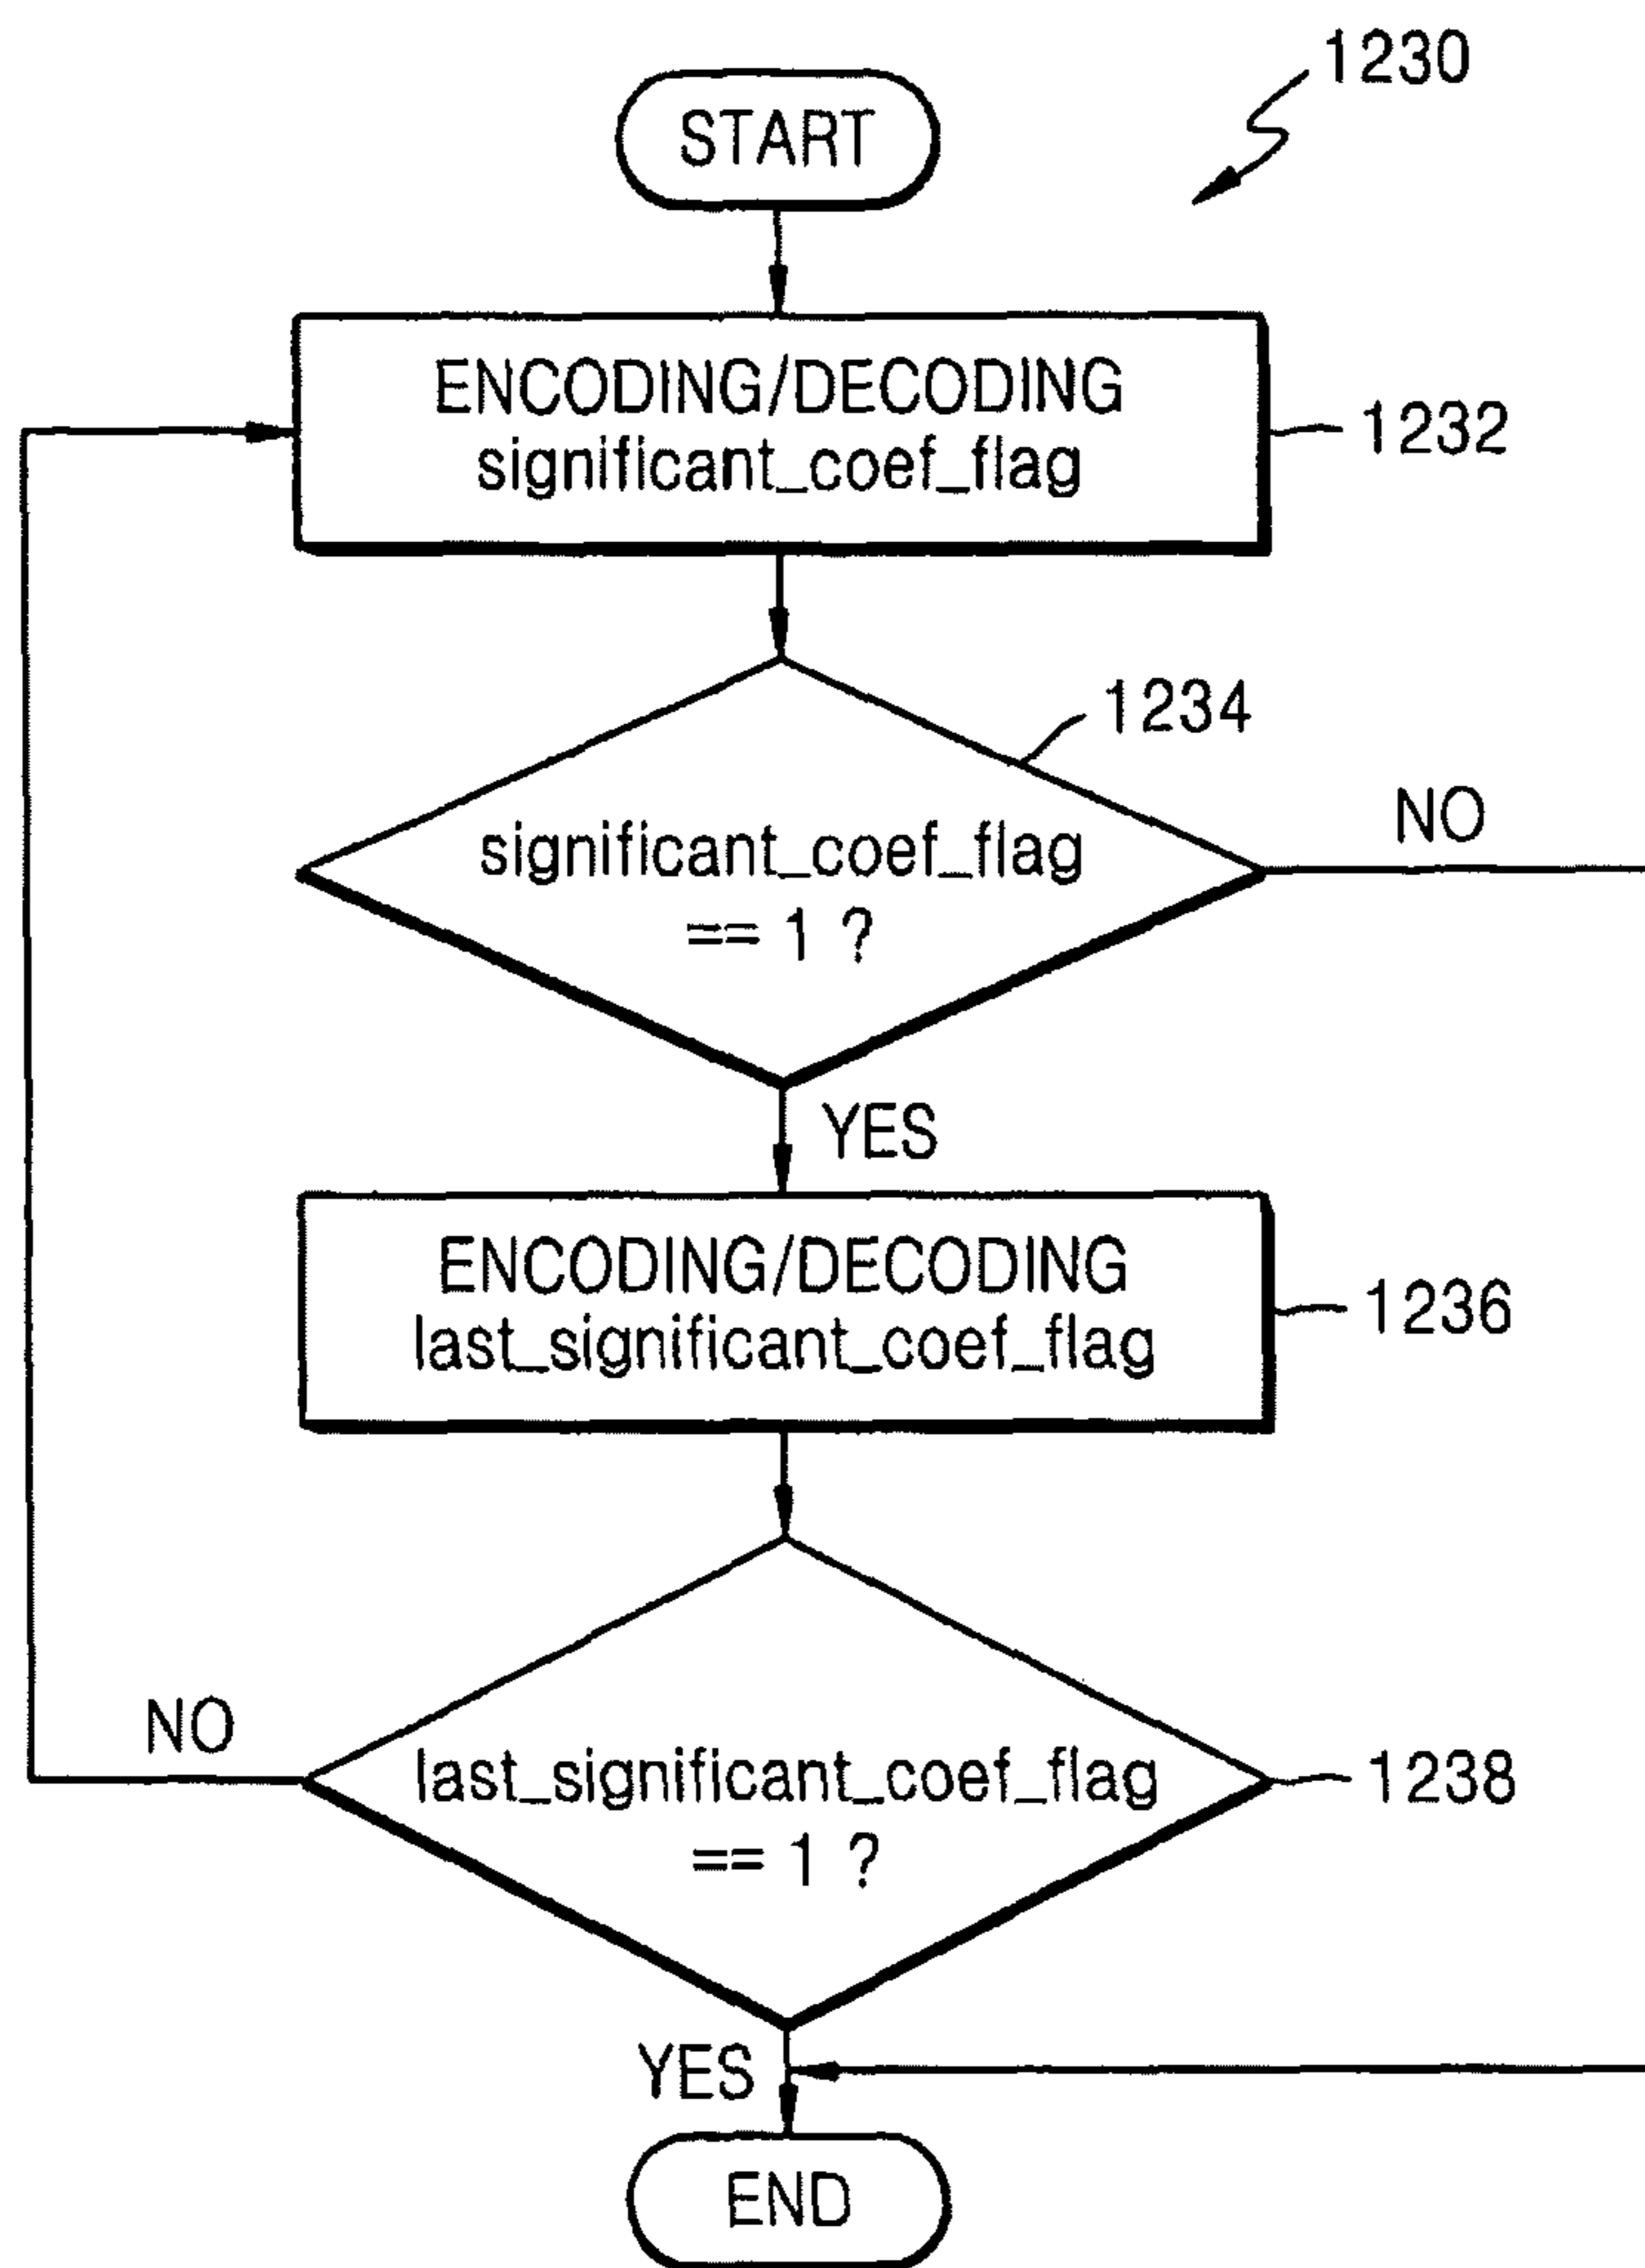 1230
START
ENCODING/DECODING
significant_coef_flag
1232
1234
significant_coef_flag
== 1 ?
NO
YES
ENCODING/DECODING
last_significant_coef_flag
1236
NO
last_significant_coef_flag
== 1 ?
1238
YES
END